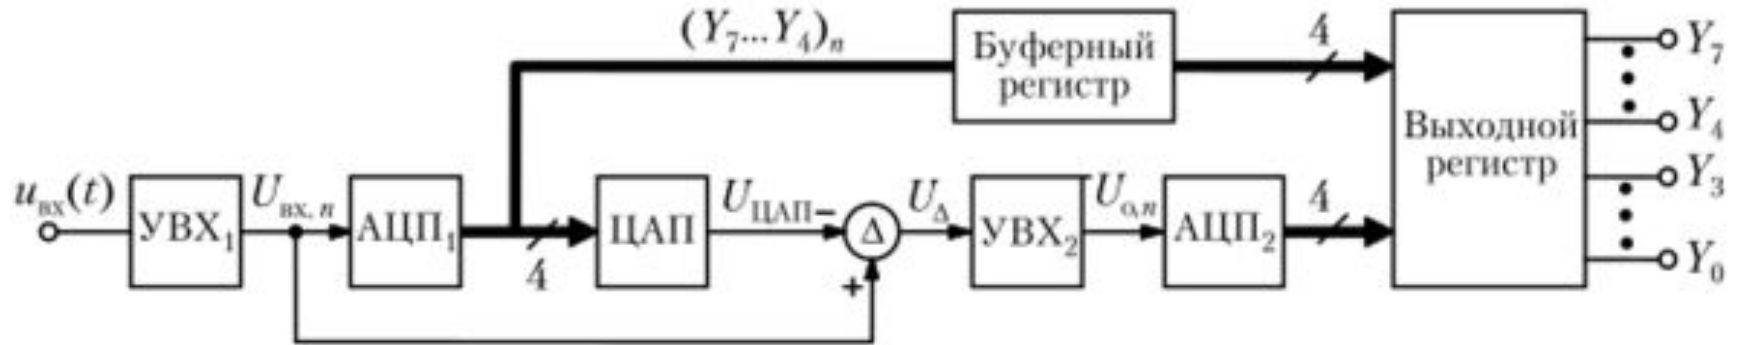 (Y₇...Y₄)ₙ
Буферный
регистр
4
Y₇
Y₄
Выходной
регистр
Y₃
Y₀
uвх(t)
УВХ₁
Uвх, n
АЦП₁
4
ЦАП
UЦАП
−
+
Δ
UΔ
УВХ₂
Uо,n
АЦП₂
4